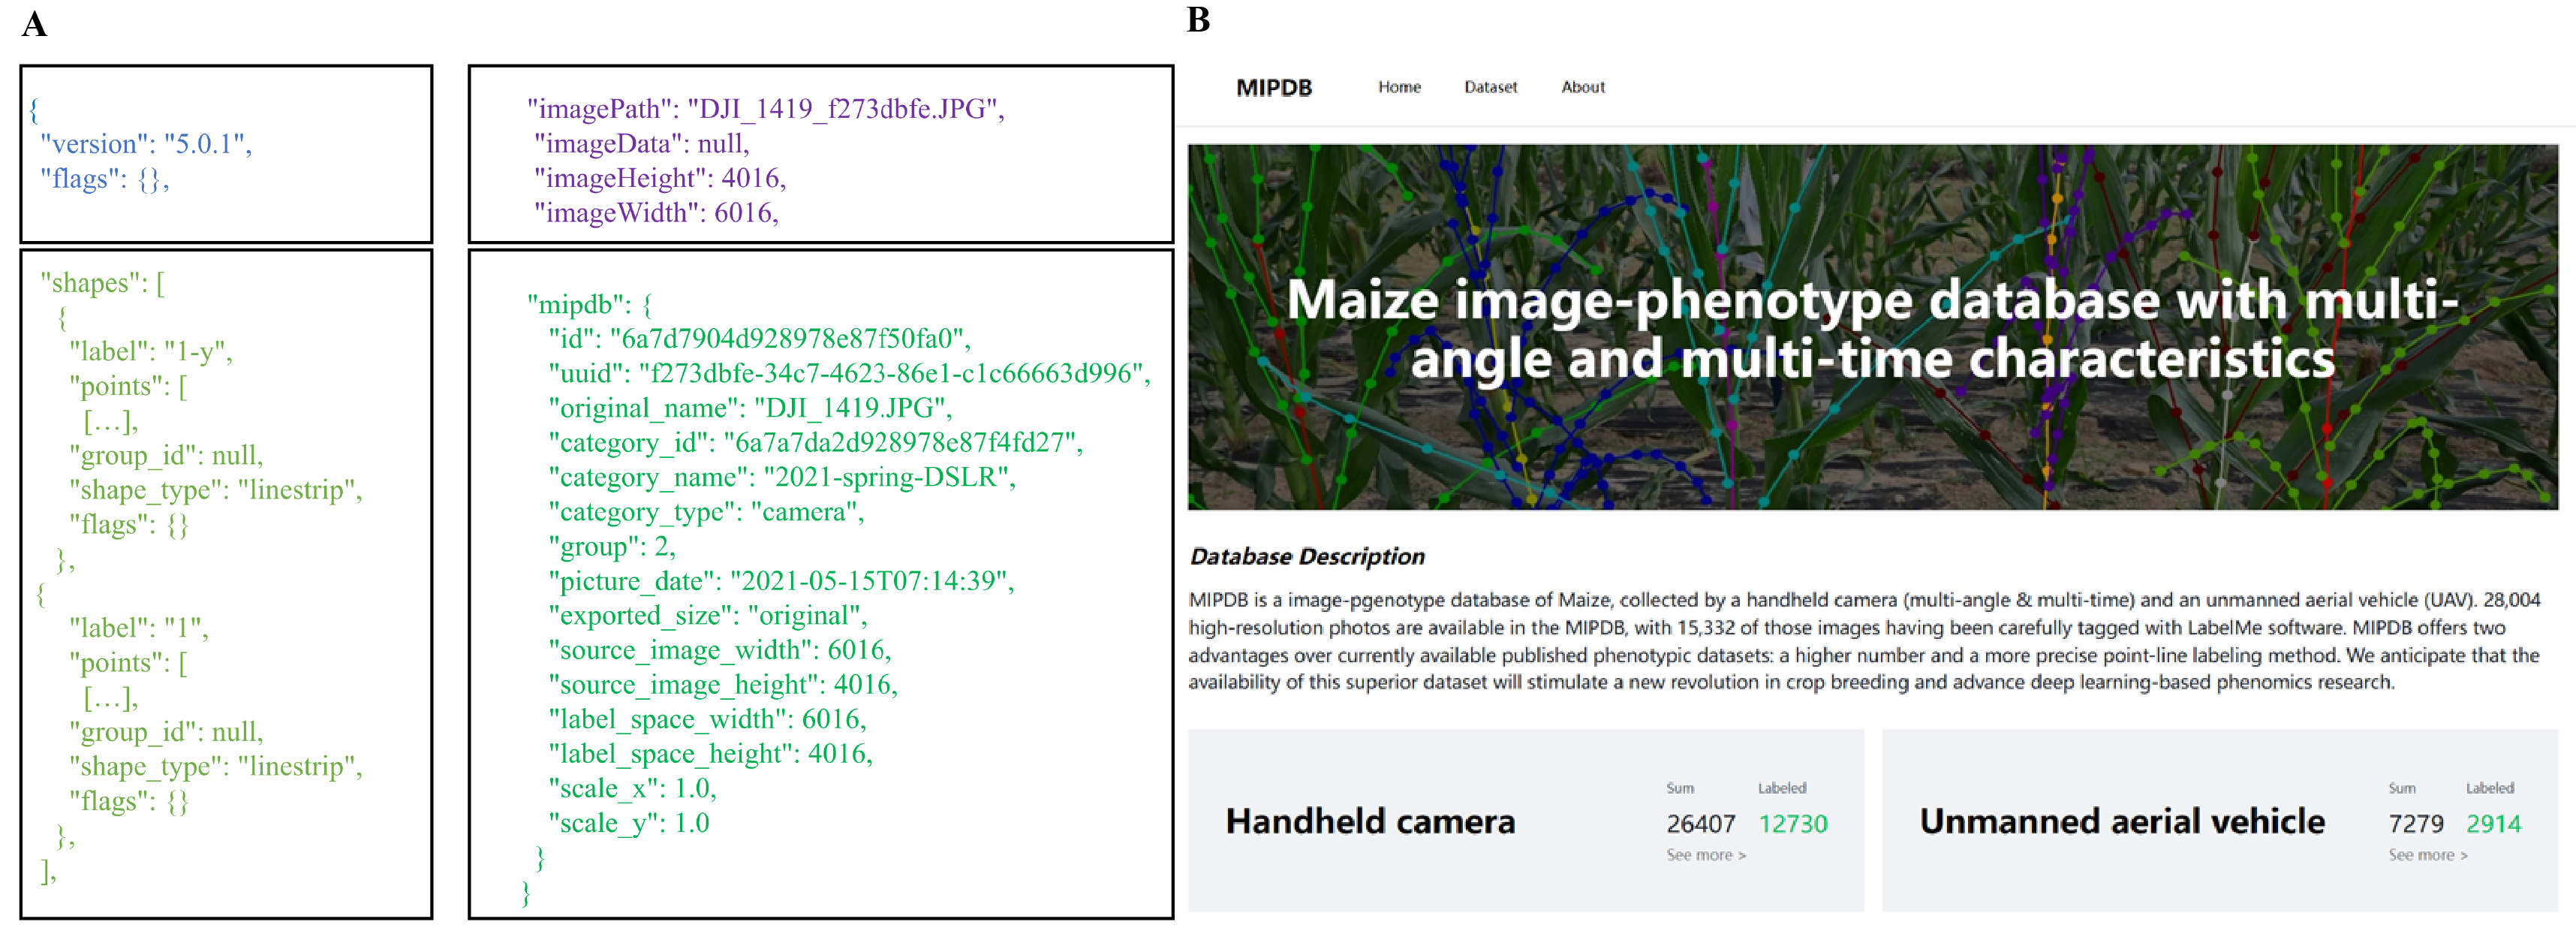 A
{
"version": "5.0.1",
"flags": {},
"shapes": [
{
"label": "1-y",
"points": [
[…],
"group_id": null,
"shape_type": "linestrip",
"flags": {}
},
{
"label": "1",
"points": [
[…],
"group_id": null,
"shape_type": "linestrip",
"flags": {}
},
],
"imagePath": "DJI_1419_f273dbfe.JPG",
"imageData": null,
"imageHeight": 4016,
"imageWidth": 6016,
"mipdb": {
"id": "6a7d7904d928978e87f50fa0",
"uuid": "f273dbfe-34c7-4623-86e1-c1c66663d996",
"original_name": "DJI_1419.JPG",
"category_id": "6a7a7da2d928978e87f4fd27",
"category_name": "2021-spring-DSLR",
"category_type": "camera",
"group": 2,
"picture_date": "2021-05-15T07:14:39",
"exported_size": "original",
"source_image_width": 6016,
"source_image_height": 4016,
"label_space_width": 6016,
"label_space_height": 4016,
"scale_x": 1.0,
"scale_y": 1.0
}
}
B
MIPDB Home Dataset About
Maize image-phenotype database with multi-
angle and multi-time characteristics
Database Description
MIPDB is a image-pgenotype database of Maize, collected by a handheld camera (multi-angle & multi-time) and an unmanned aerial vehicle (UAV). 28,004
high-resolution photos are available in the MIPDB, with 15,332 of those images having been carefully tagged with LabelMe software. MIPDB offers two
advantages over currently available published phenotypic datasets: a higher number and a more precise point-line labeling method. We anticipate that the
availability of this superior dataset will stimulate a new revolution in crop breeding and advance deep learning-based phenomics research.
Handheld camera
Sum Labeled
26407 12730
See more >
Unmanned aerial vehicle
Sum Labeled
7279 2914
See more >